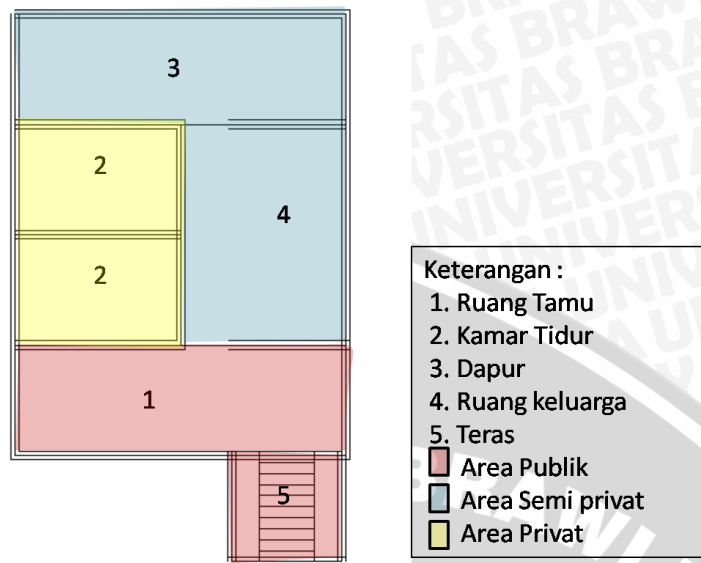 3
2
4
2
1
5
Keterangan :
1. Ruang Tamu
2. Kamar Tidur
3. Dapur
4. Ruang keluarga
5. Teras
Area Publik
Area Semi privat
Area Privat
BRAWIJ